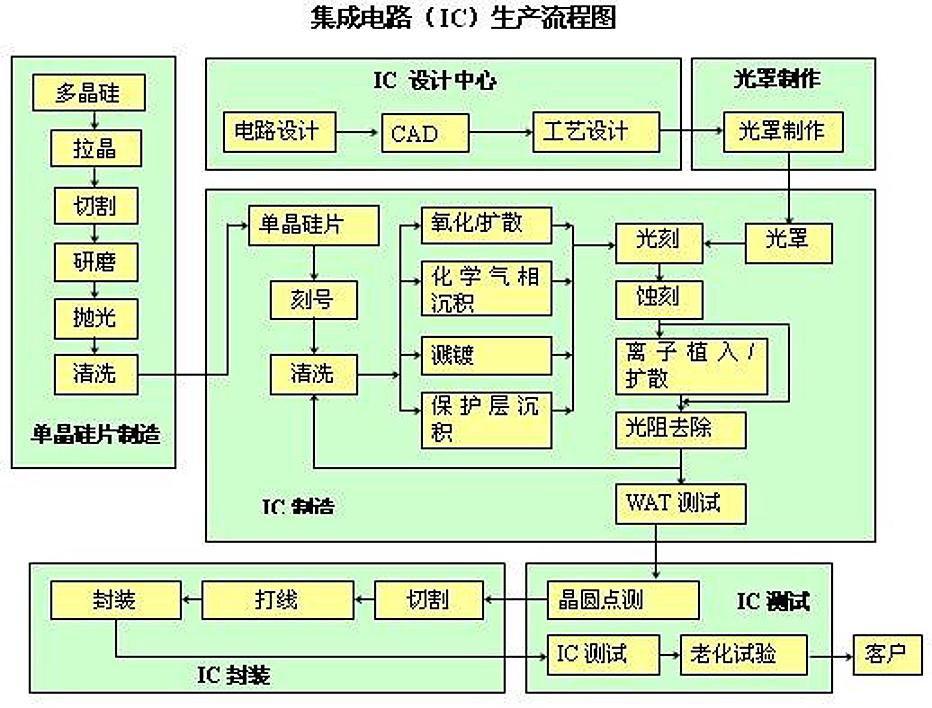 集成电路（IC）生产流程图
多晶硅
拉晶
切割
研磨
抛光
清洗
单晶硅片制造
IC 设计中心
电路设计
CAD
工艺设计
光罩制作
光罩制作
单晶硅片
刻号
清洗
氧化/扩散
化学气相
沉积
溅镀
保护层沉
积
光刻
光罩
蚀刻
离子植入/
扩散
光阻去除
WAT 测试
IC 制造
封装
打线
切割
IC 封装
晶圆点测
IC 测试
IC 测试
老化试验
客户